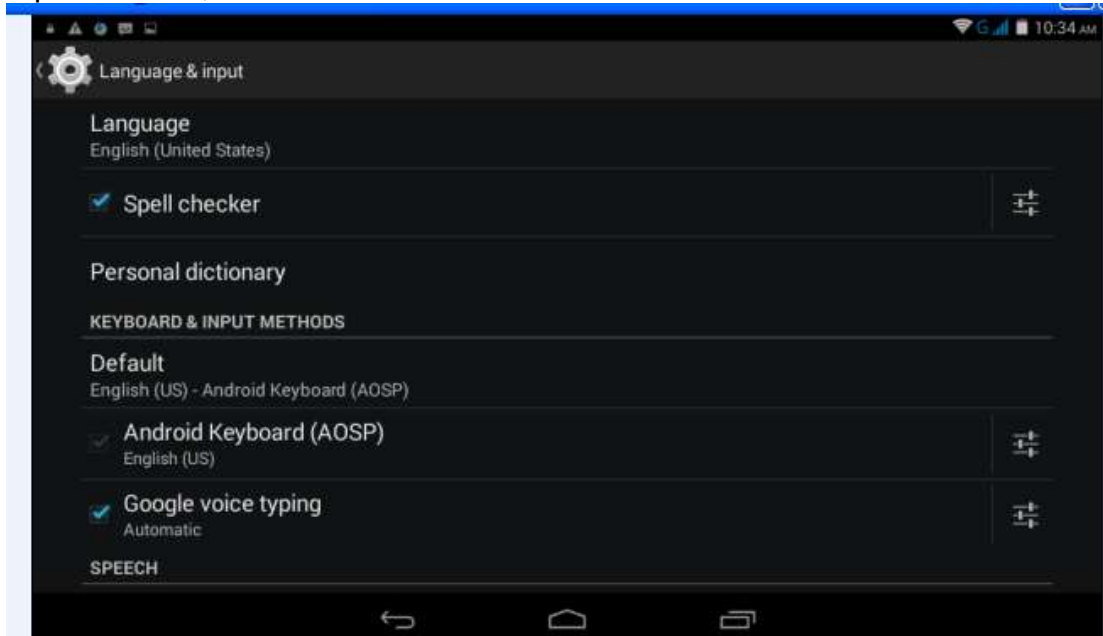 G 10:34 AM
Language & input
Language
English (United States)
Spell checker
Personal dictionary
KEYBOARD & INPUT METHODS
Default
English (US) - Android Keyboard (AOSP)
Android Keyboard (AOSP)
English (US)
Google voice typing
Automatic
SPEECH